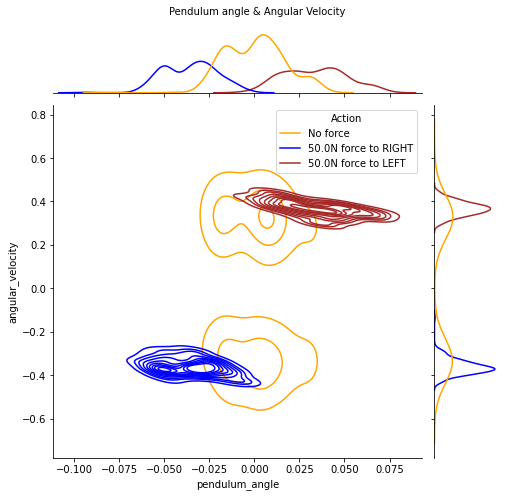 Pendulum angle & Angular Velocity
Action
No force
50.0N force to RIGHT
50.0N force to LEFT
0.8
0.6
0.4
0.2
0.0
−0.2
−0.4
−0.6
angular_velocity
−0.100
−0.075
−0.050
−0.025
0.000
0.025
0.050
0.075
pendulum_angle